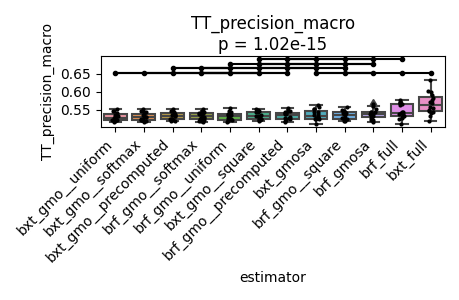 TT_precision_macro
p = 1.02e-15
TT_precision_macro
0.65
0.60
0.55
bxt_gmo__uniform
bxt_gmo__softmax
bxt_gmo__precomputed
brf_gmo__softmax
brf_gmo__uniform
bxt_gmo__square
brf_gmo__precomputed
bxt_gmosa
brf_gmo__square
brf_gmosa
brf_full
bxt_full
estimator